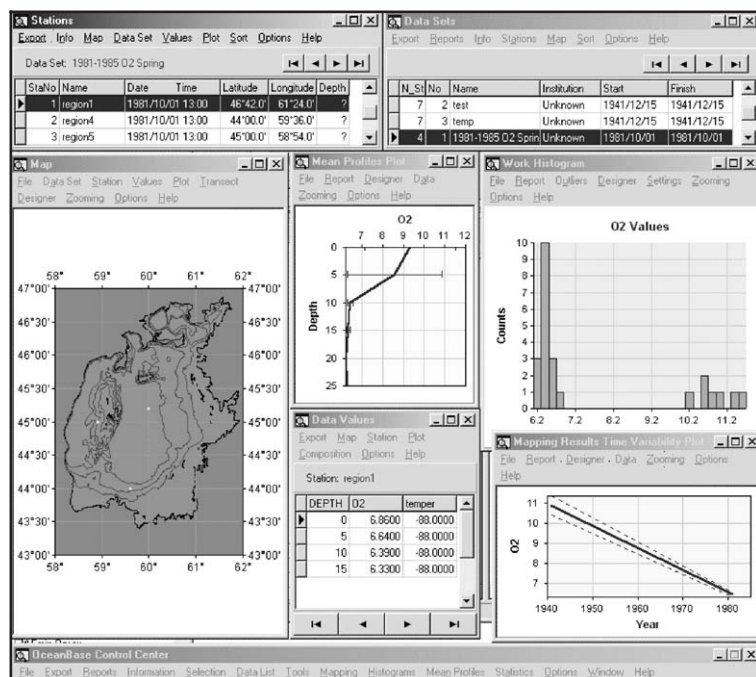 Stations
Export Info Map Data Set Values Plot Sort Options Help
Data Set: 1981-1985 O2 Spring
StaNo Name Date Time Latitude Longitude Depth
1 region1 1981/10/01 13:00 46°42.0' 61°24.0' ?
2 region4 1981/10/01 13:00 44°00.0' 59°36.0' ?
3 region5 1981/10/01 13:00 45°00.0' 58°54.0' ?
Data Sets
Export Reports Info Stations Map Sort Options Help
N_St No Name Institution Start Finish
7 2 test Unknown 1941/12/15 1941/12/15
7 3 temp Unknown 1941/12/15 1941/12/15
4 1 1981-1985 O2 Sprin Unknown 1981/10/01 1981/10/01
Map
File Data Set Station Values Plot Transect
Designer Zooming Options Help
58° 59° 60° 61° 62°
47°00' 47°00'
46°30' 46°30'
46°00' 46°00'
45°30' 45°30'
45°00' 45°00'
44°30' 44°30'
44°00' 44°00'
43°30' 43°30'
43°00' 43°00'
58° 59° 60° 61° 62°
Mean Profiles Plot
File Report Designer Data
Zooming Options Help
O2
7 8 9 10 11 12
0
5
10
15
20
25
Depth
Work Histogram
File Report Outliers Designer Settings Zooming
Options Help
O2 Values
10
9
8
7
6
5
4
3
2
1
0
Counts
6.2 7.2 8.2 9.2 10.2 11.2
Data Values
Export Map Station Plot
Composition Options Help
Station: region1
DEPTH O2 temper
0 6.8600 -88.0000
5 6.6400 -88.0000
10 6.3900 -88.0000
15 6.3300 -88.0000
Mapping Results Time Variability Plot
File Report Designer Data Zooming Options
Help
11
10
9
8
7
O2
1940 1950 1960 1970 1980
Year
OceanBase Control Center
File Export Reports Information Selection Data List Tools Mapping Histograms Mean Profiles Statistics Options Window Help